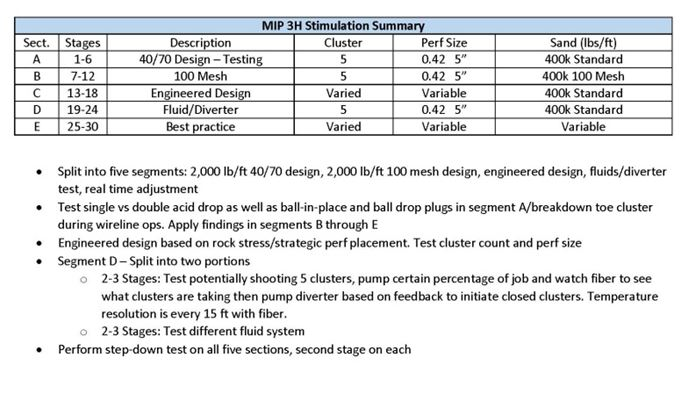 MIP 3H Stimulation Summary
Sect. Stages Description Cluster Perf Size Sand (lbs/ft)
A 1-6 40/70 Design – Testing 5 0.42 5” 400k Standard
B 7-12 100 Mesh 5 0.42 5” 400k 100 Mesh
C 13-18 Engineered Design Varied Variable 400k Standard
D 19-24 Fluid/Diverter 5 0.42 5” 400k Standard
E 25-30 Best practice Varied Variable Variable
• Split into five segments: 2,000 lb/ft 40/70 design, 2,000 lb/ft 100 mesh design, engineered design, fluids/diverter
test, real time adjustment
• Test single vs double acid drop as well as ball-in-place and ball drop plugs in segment A/breakdown toe cluster
during wireline ops. Apply findings in segments B through E
• Engineered design based on rock stress/strategic perf placement. Test cluster count and perf size
• Segment D – Split into two portions
o 2-3 Stages: Test potentially shooting 5 clusters, pump certain percentage of job and watch fiber to see
what clusters are taking then pump diverter based on feedback to initiate closed clusters. Temperature
resolution is every 15 ft with fiber.
o 2-3 Stages: Test different fluid system
• Perform step-down test on all five sections, second stage on each